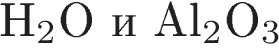 H₂O и Al₂O₃